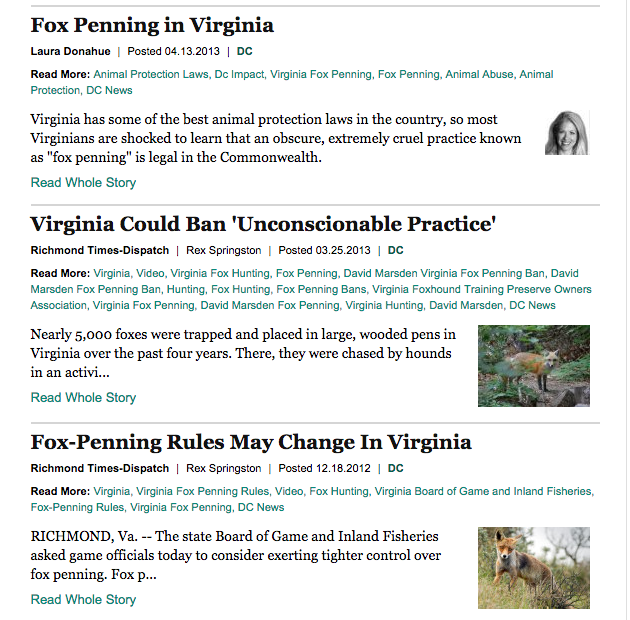 Fox Penning in Virginia
Laura Donahue | Posted 04.13.2013 | DC
Read More: Animal Protection Laws, Dc Impact, Virginia Fox Penning, Fox Penning, Animal Abuse, Animal
Protection, DC News
Virginia has some of the best animal protection laws in the country, so most
Virginians are shocked to learn that an obscure, extremely cruel practice known
as "fox penning" is legal in the Commonwealth.
Read Whole Story
Virginia Could Ban 'Unconscionable Practice'
Richmond Times-Dispatch | Rex Springston | Posted 03.25.2013 | DC
Read More: Virginia, Video, Virginia Fox Hunting, Fox Penning, David Marsden Virginia Fox Penning Ban, David
Marsden Fox Penning Ban, Hunting, Fox Hunting, Fox Penning Bans, Virginia Foxhound Training Preserve Owners
Association, Virginia Fox Penning, David Marsden Fox Penning, Virginia Hunting, David Marsden, DC News
Nearly 5,000 foxes were trapped and placed in large, wooded pens in
Virginia over the past four years. There, they were chased by hounds
in an activi...
Read Whole Story
Fox-Penning Rules May Change In Virginia
Richmond Times-Dispatch | Rex Springston | Posted 12.18.2012 | DC
Read More: Virginia, Virginia Fox Penning Rules, Video, Fox Hunting, Virginia Board of Game and Inland Fisheries,
Fox-Penning Rules, Virginia Fox Penning, DC News
RICHMOND, Va. -- The state Board of Game and Inland Fisheries
asked game officials today to consider exerting tighter control over
fox penning. Fox p...
Read Whole Story